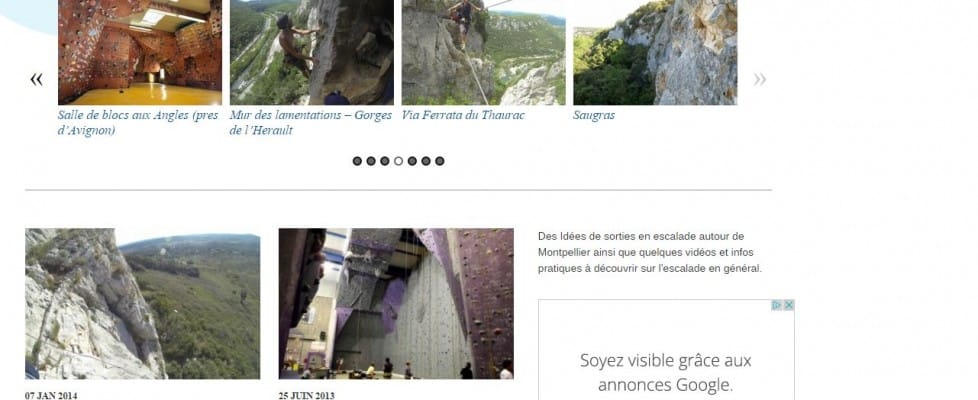 «
»
Salle de blocs aux Angles (pres
d'Avignon)
Mur des lamentations – Gorges
de l'Herault
Via Ferrata du Thaurac
Saugras
Des Idées de sorties en escalade autour de
Montpellier ainsi que quelques vidéos et infos
pratiques à découvrir sur l'escalade en général.
Soyez visible grâce aux
annonces Google.
07 JAN 2014
25 JUIN 2013